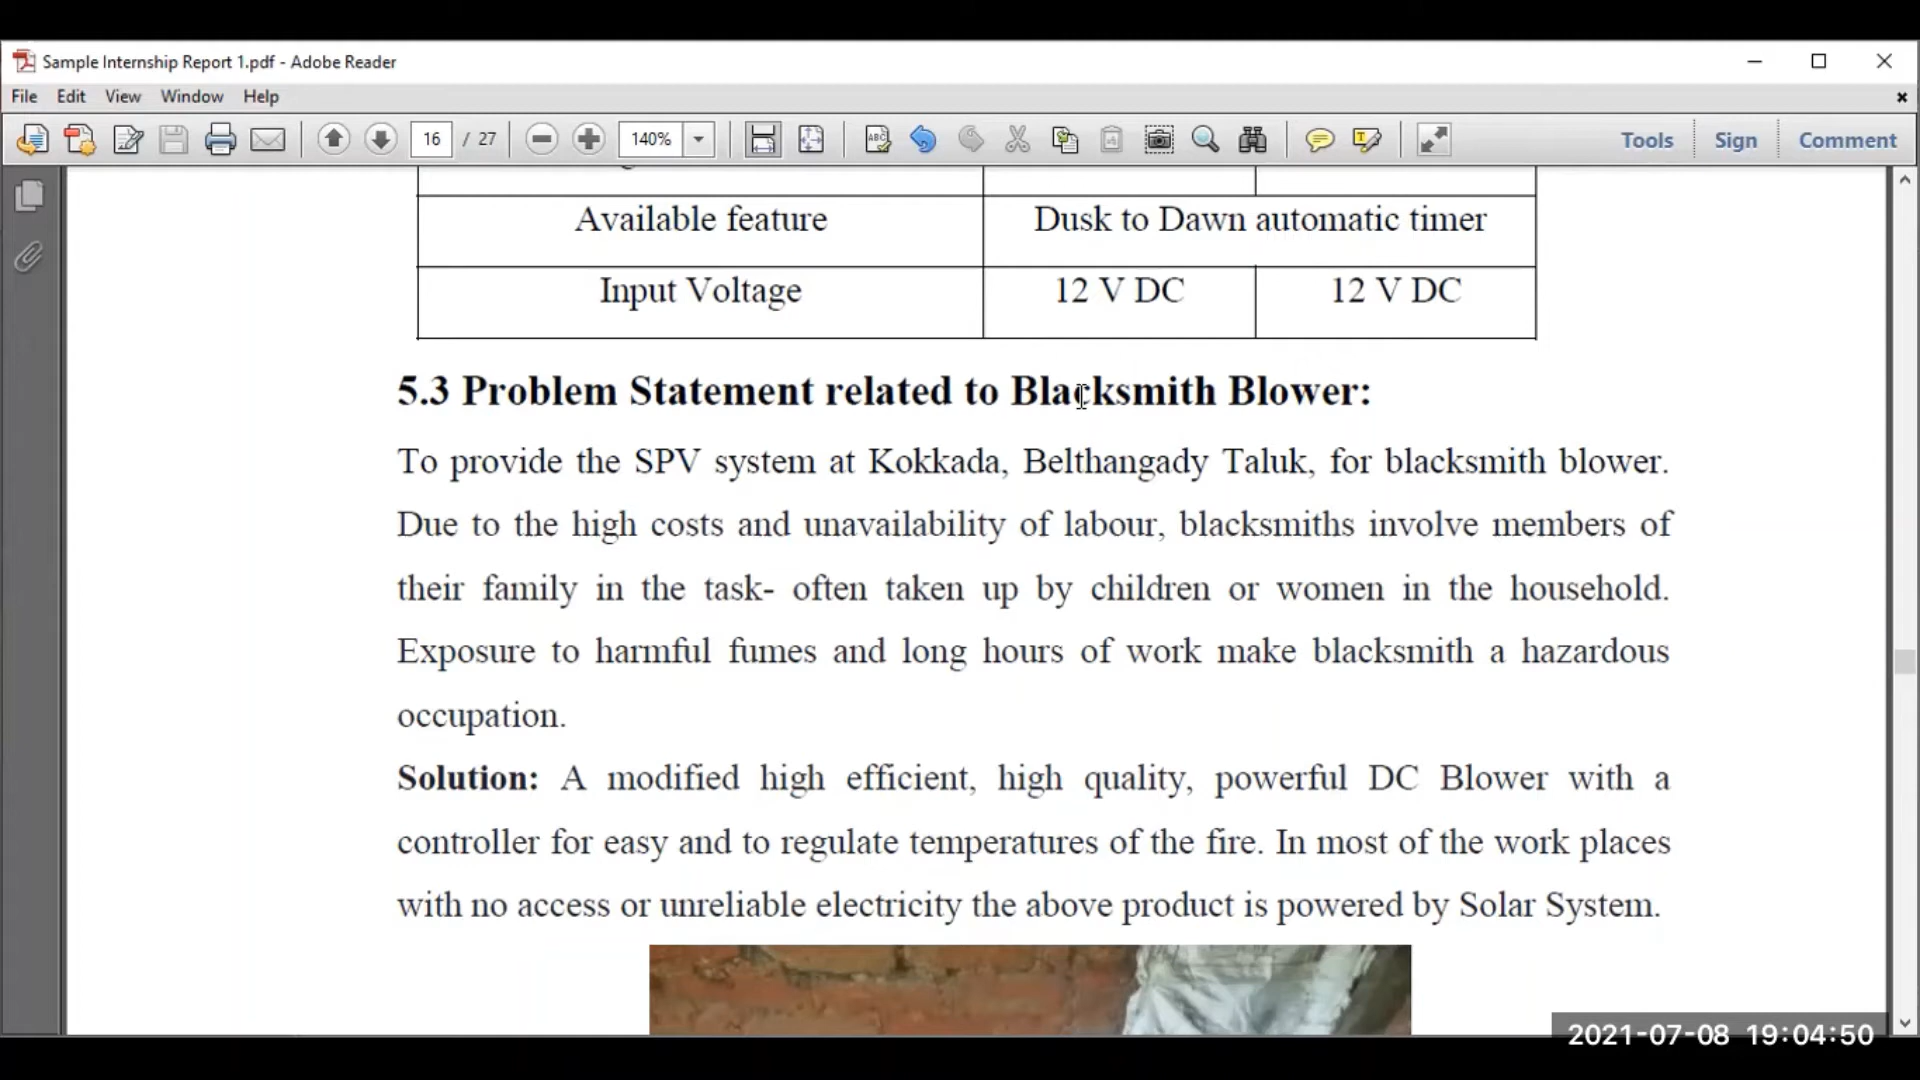 Sample Internship Report 1.pdf - Adobe Reader
File Edit View Window Help
16 / 27 140% Tools Sign Comment
Available feature Dusk to Dawn automatic timer
Input Voltage 12 V DC 12 V DC
5.3 Problem Statement related to Blacksmith Blower:
To provide the SPV system at Kokkada, Belthangady Taluk, for blacksmith blower.
Due to the high costs and unavailability of labour, blacksmiths involve members of
their family in the task- often taken up by children or women in the household.
Exposure to harmful fumes and long hours of work make blacksmith a hazardous
occupation.
Solution: A modified high efficient, high quality, powerful DC Blower with a
controller for easy and to regulate temperatures of the fire. In most of the work places
with no access or unreliable electricity the above product is powered by Solar System.
2021-07-08 19:04:50